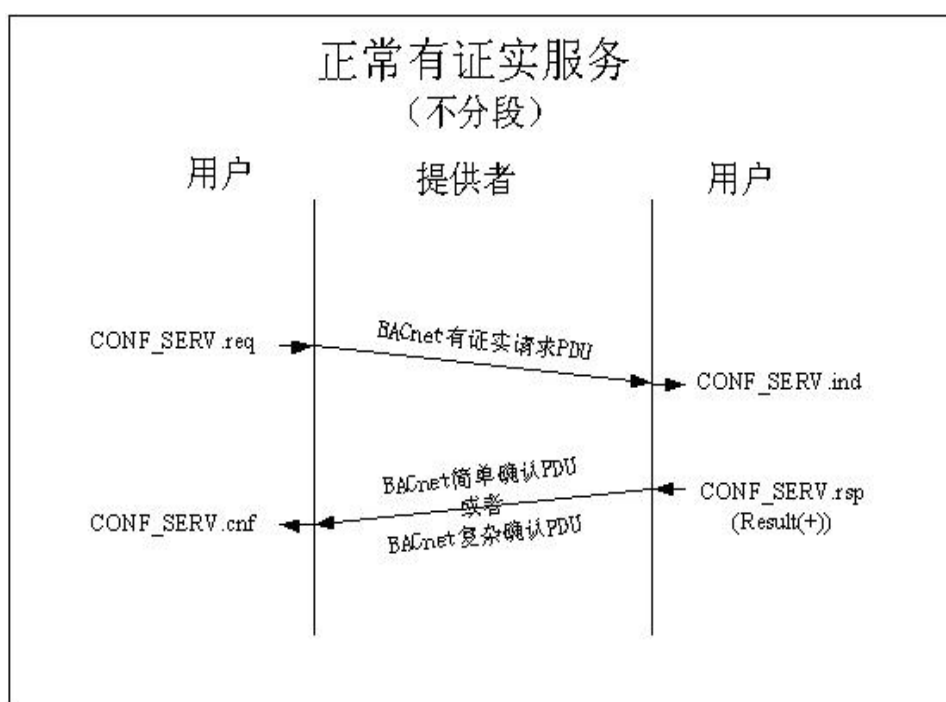 正常有证实服务
（不分段）
用户
提供者
用户
CONF_SERV.req
BACnet有证实请求PDU
CONF_SERV.ind
BACnet简单确认PDU
或者
BACnet复杂确认PDU
CONF_SERV.rsp
(Result(+))
CONF_SERV.cnf